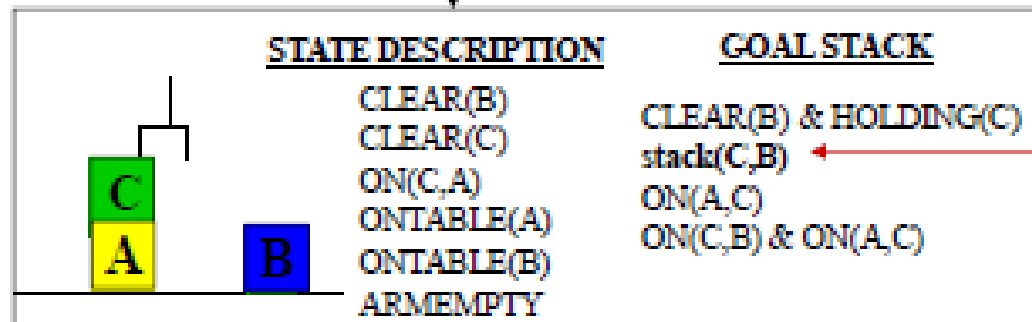 STATE DESCRIPTION
CLEAR(B)
CLEAR(C)
ON(C,A)
ONTABLE(A)
ONTABLE(B)
ARMEMPTY
GOAL STACK
CLEAR(B) & HOLDING(C)
stack(C,B)
ON(A,C)
ON(C,B) & ON(A,C)
C
A
B